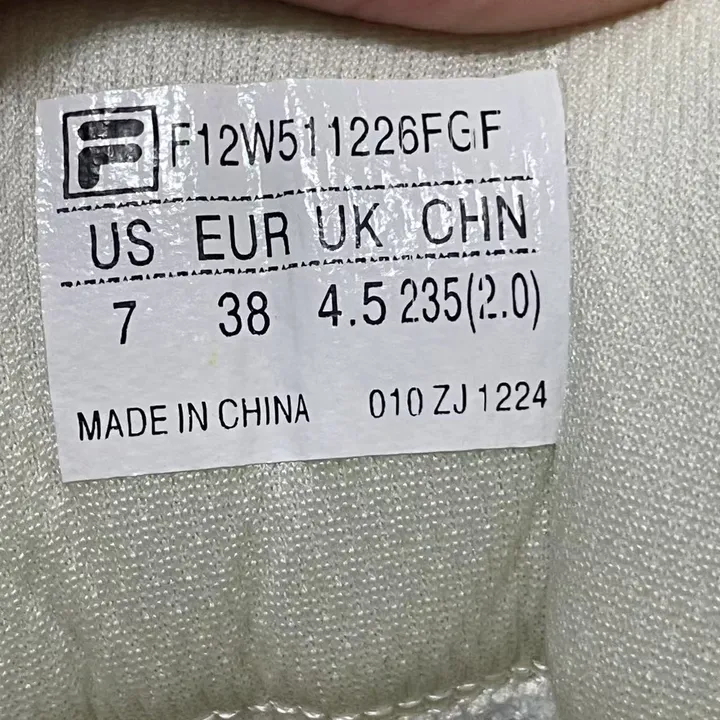 F12W511226FGF
US EUR UK CHN
7 38 4.5 235(2.0)
MADE IN CHINA 010 ZJ 1224